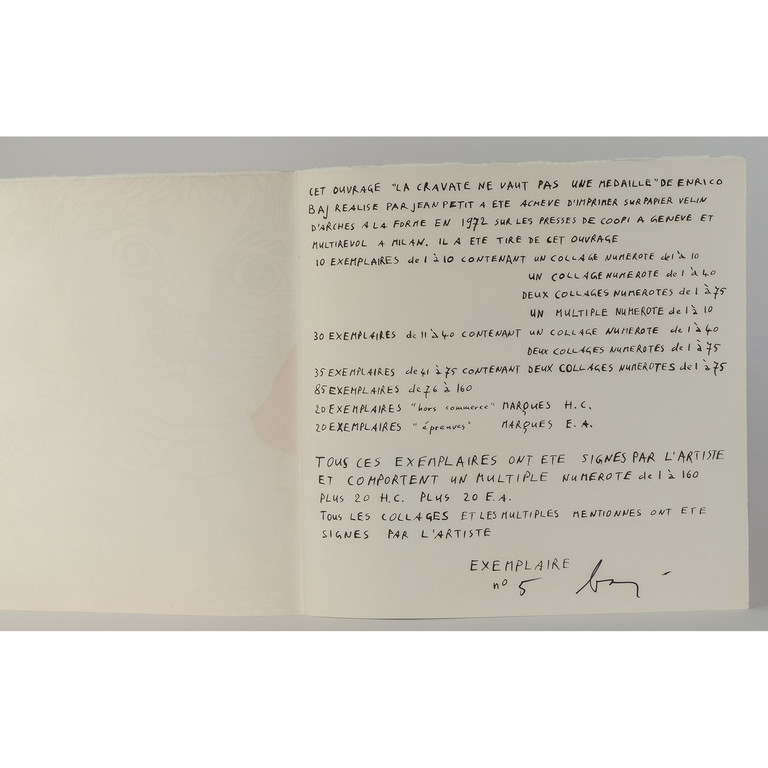 CET OUVRAGE "LA CRAVATE NE VAUT PAS UNE MEDAILLE" DE ENRICO
BAJ REALISE PAR JEAN PETIT A ETE ACHEVE D'IMPRIMER SUR PAPIER VELIN
D'ARCHES A LA FORME EN 1972 SUR LES PRESSES DE COOPI A GENEVE ET
MULTIREVOL A MILAN. IL A ETE TIRE DE CET OUVRAGE
10 EXEMPLAIRES de 1 à 10 CONTENANT UN COLLAGE NUMEROTE de 1 à 10
UN COLLAGE NUMEROTE de 1 à 40
DEUX COLLAGES NUMEROTES de 1 à 75
UN MULTIPLE NUMEROTE de 1 à 10
30 EXEMPLAIRES de 11 à 40 CONTENANT UN COLLAGE NUMEROTE de 1 à 40
DEUX COLLAGES NUMEROTES de 1 à 75
35 EXEMPLAIRES de 41 à 75 CONTENANT DEUX COLLAGES NUMEROTES de 1 à 75
85 EXEMPLAIRES de 76 à 160
20 EXEMPLAIRES "hors commerce" MARQUES H.C.
20 EXEMPLAIRES "épreuves" MARQUES E.A.
TOUS CES EXEMPLAIRES ONT ETE SIGNES PAR L'ARTISTE
ET COMPORTENT UN MULTIPLE NUMEROTE de 1 à 160
PLUS 20 H.C. PLUS 20 E.A.
TOUS LES COLLAGES ET LES MULTIPLES MENTIONNES ONT ETE
SIGNES PAR L'ARTISTE
EXEMPLAIRE
nº 5 baj